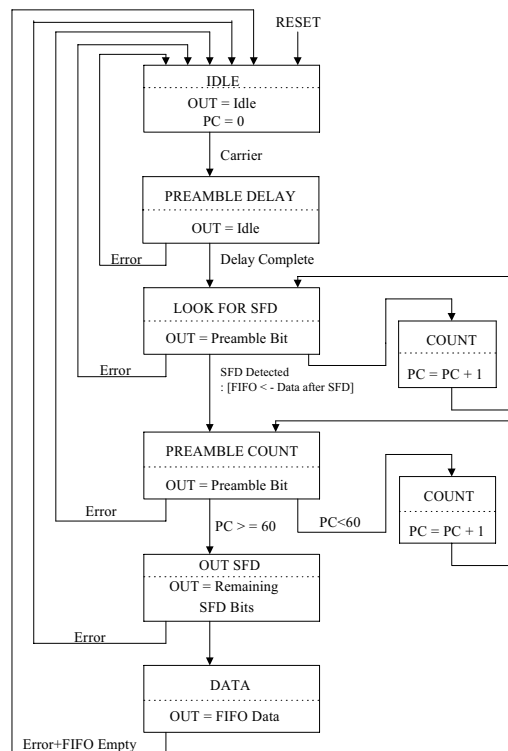 RESET
IDLE
OUT = Idle
PC = 0
Carrier
PREAMBLE DELAY
OUT = Idle
Error
Delay Complete
LOOK FOR SFD
OUT = Preamble Bit
COUNT
PC = PC + 1
Error
SFD Detected
: [FIFO < - Data after SFD]
PREAMBLE COUNT
OUT = Preamble Bit
COUNT
PC = PC + 1
Error
PC > = 60
PC<60
OUT SFD
OUT = Remaining
SFD Bits
Error
DATA
OUT = FIFO Data
Error+FIFO Empty